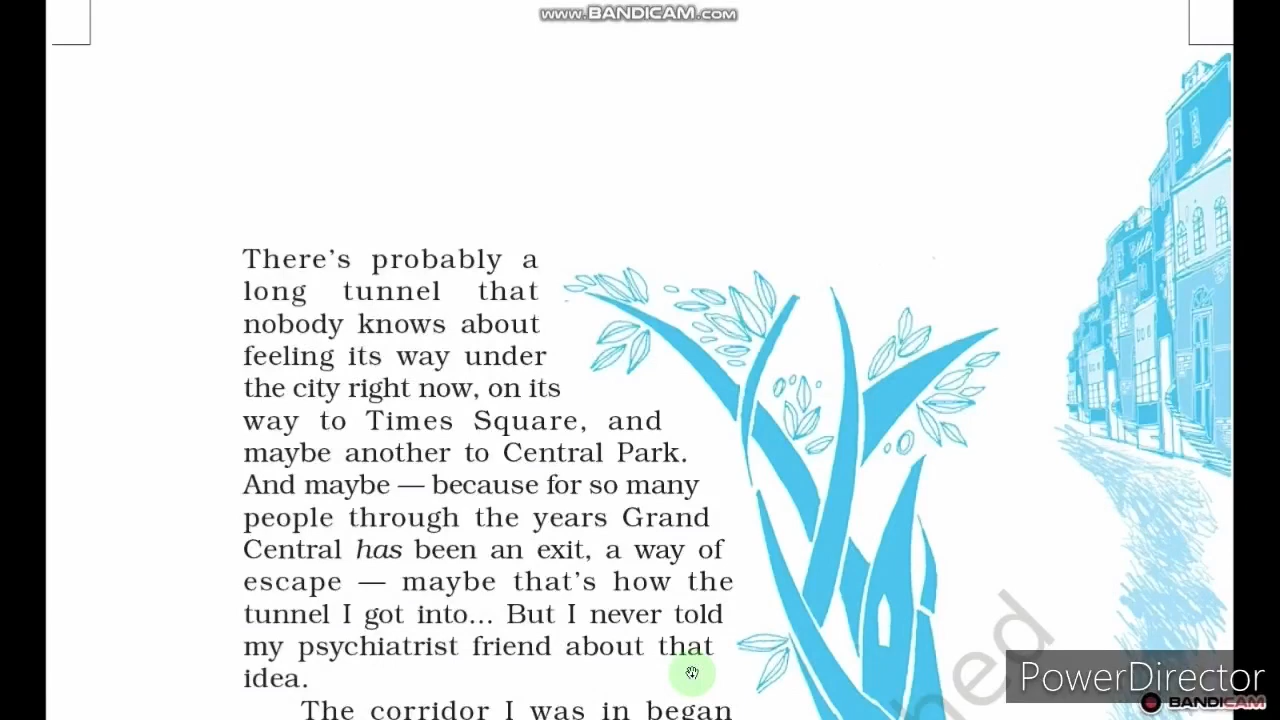 www.BANDICAM.com
There's probably a
long tunnel that
nobody knows about
feeling its way under
the city right now, on its
way to Times Square, and
maybe another to Central Park.
And maybe — because for so many
people through the years Grand
Central has been an exit, a way of
escape — maybe that's how the
tunnel I got into... But I never told
my psychiatrist friend about that
idea.
The corridor I was in began
PowerDirector
BANDICAM